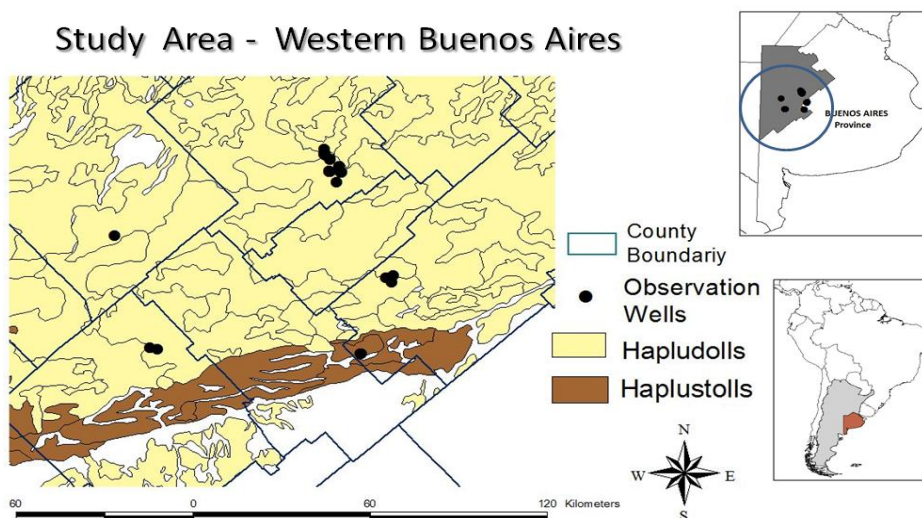 Study Area - Western Buenos Aires
BUENOS AIRES
Province
County
Boundariy
Observation
Wells
Hapludolls
Haplustolls
N
W E
S
60 0 60 120 Kilometers